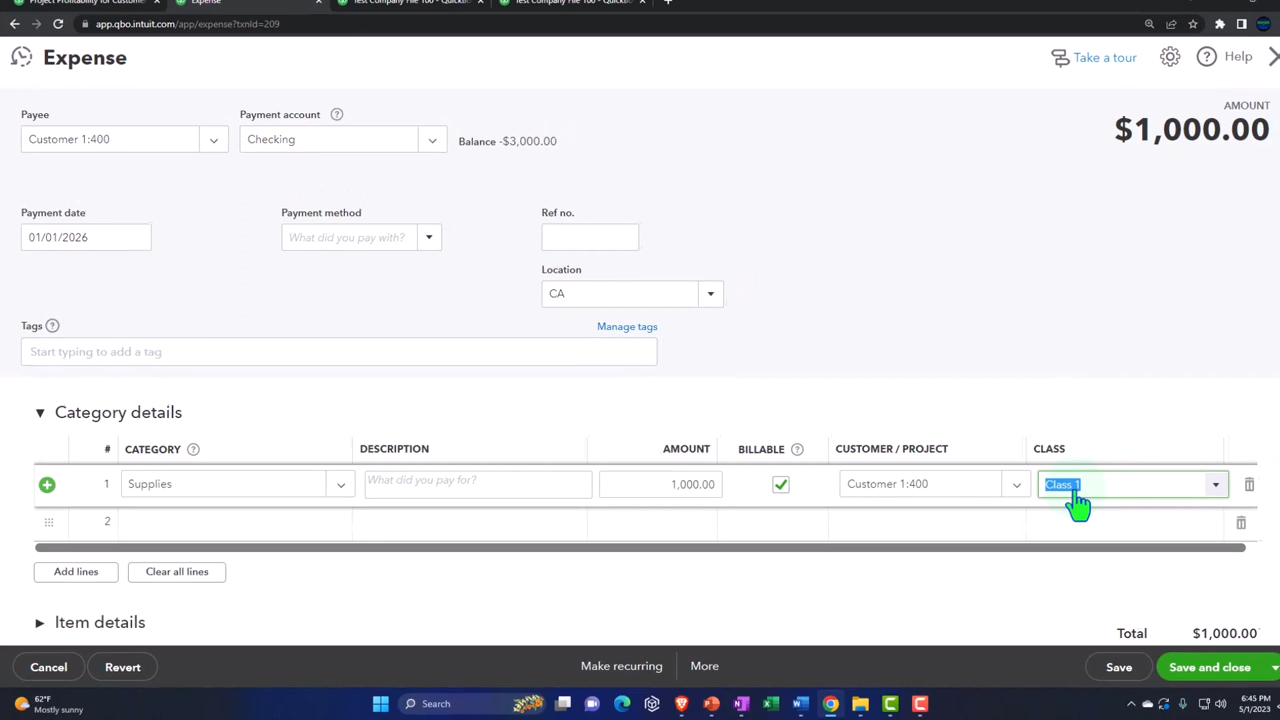 Project Profitability for Customer
Expense
Test Company File 100 - QuickBo
Test Company File 100 - QuickBo
app.qbo.intuit.com/app/expense?txnId=209
Expense
Take a tour
Help
Payee
Payment account
AMOUNT
Customer 1:400
Checking
Balance -$3,000.00
$1,000.00
Payment date
Payment method
Ref no.
01/01/2026
What did you pay with?
Location
CA
Tags
Manage tags
Start typing to add a tag
Category details
# CATEGORY DESCRIPTION AMOUNT BILLABLE CUSTOMER / PROJECT CLASS
1 Supplies What did you pay for? 1,000.00 Customer 1:400 Class 1
2
Add lines
Clear all lines
Item details
Total $1,000.00
Cancel
Revert
Make recurring
More
Save
Save and close
62°F
Mostly sunny
Search
6:45 PM
5/1/2023